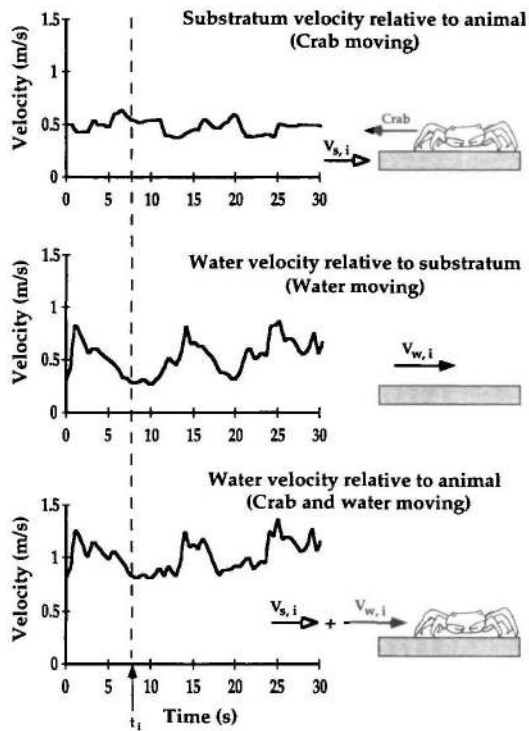 Substratum velocity relative to animal
(Crab moving)
Velocity (m/s)
1.5
1
0.5
0
0 5 10 15 20 25 30
Crab
Vs, i
Water velocity relative to substratum
(Water moving)
Velocity (m/s)
1.5
1
0.5
0
0 5 10 15 20 25 30
Vw, i
Water velocity relative to animal
(Crab and water moving)
Velocity (m/s)
1.5
1
0.5
0
0 5 10 15 20 25 30
Vs, i + Vw, i
ti
Time (s)